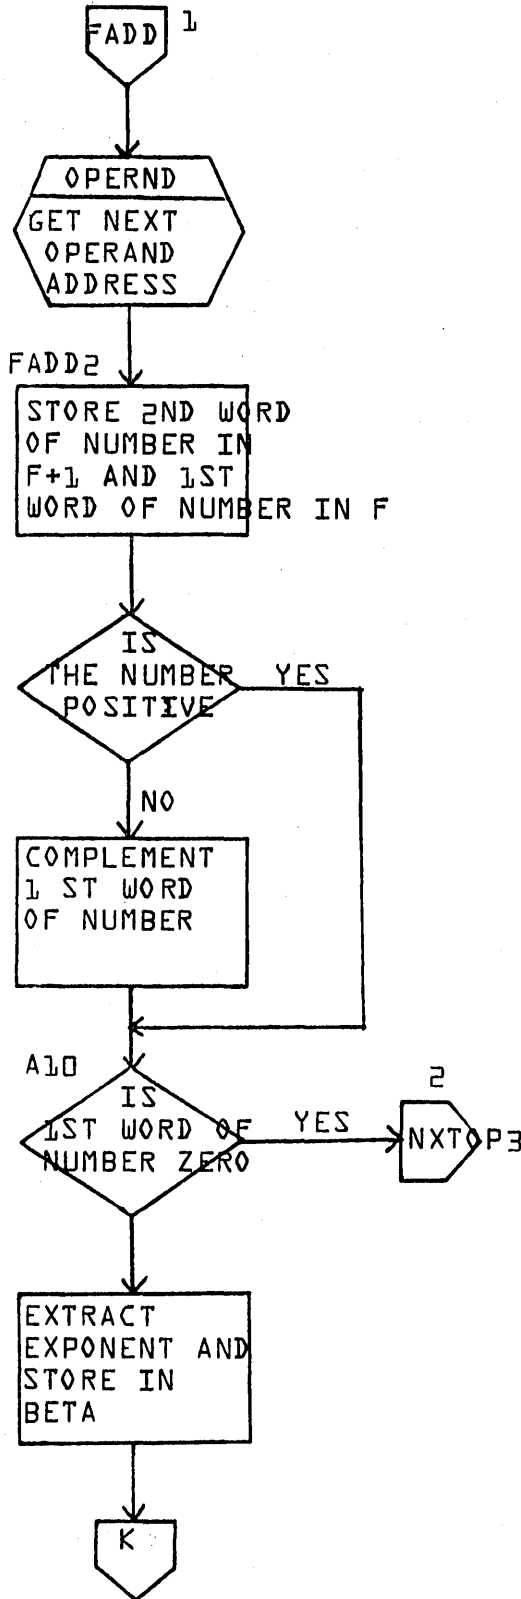 FADD 1
OPERND
GET NEXT
OPERAND
ADDRESS
FADD2
STORE 2ND WORD
OF NUMBER IN
F+1 AND 1ST
WORD OF NUMBER IN F
IS
THE NUMBER
POSITIVE
YES
NO
COMPLEMENT
1 ST WORD
OF NUMBER
A10
IS
1ST WORD OF
NUMBER ZERO
YES
2
NXTOP3
EXTRACT
EXPONENT AND
STORE IN
BETA
K